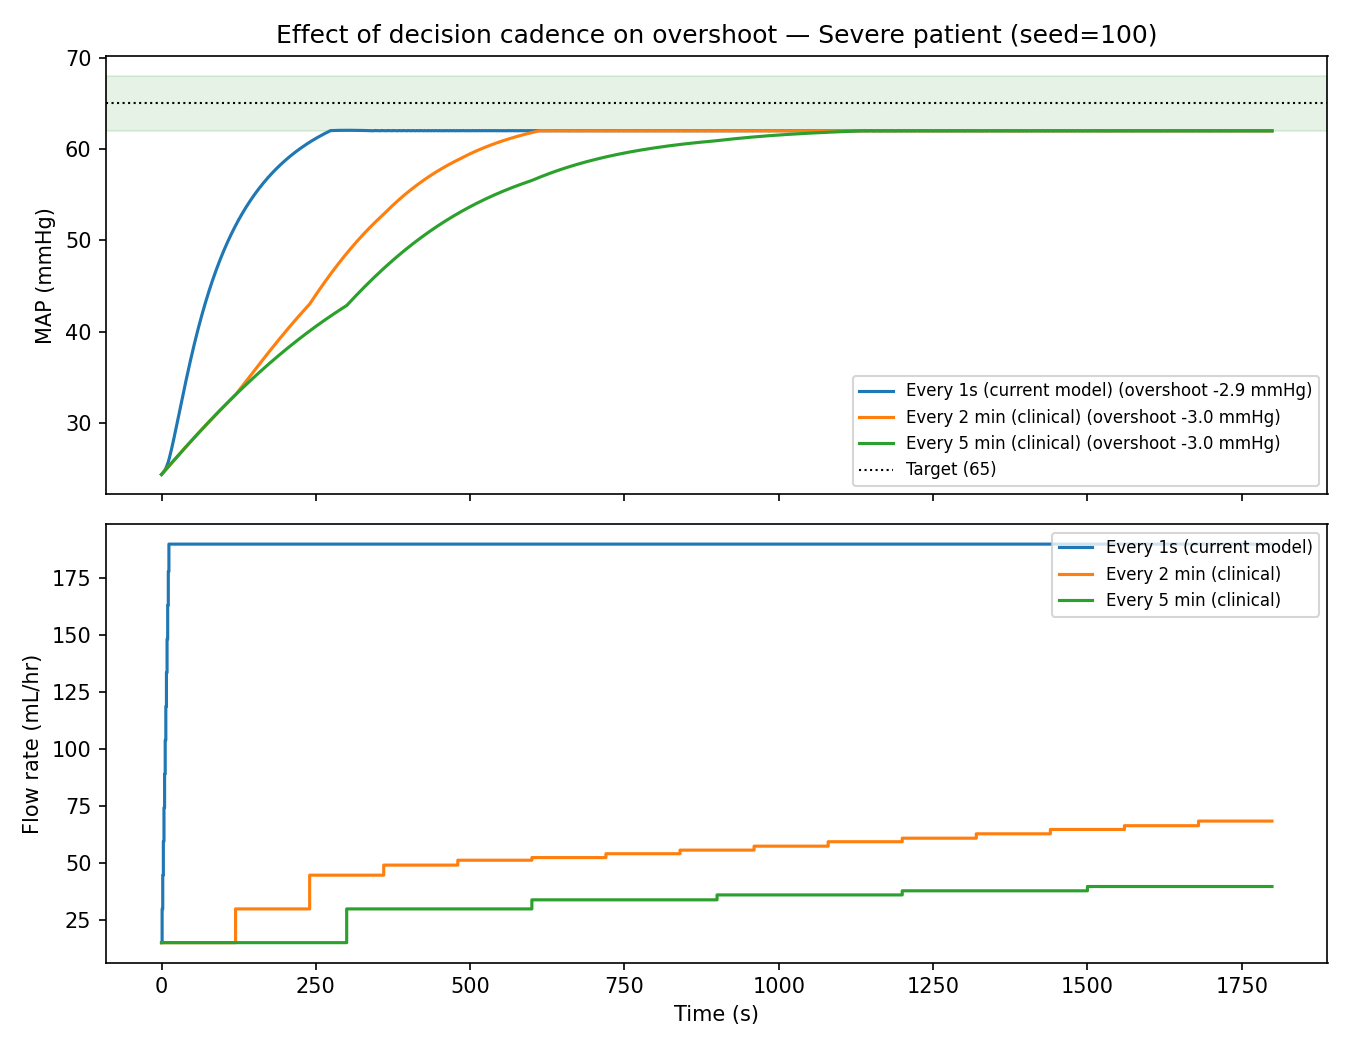 Effect of decision cadence on overshoot — Severe patient (seed=100)
70
60
50
40
30
MAP (mmHg)
Every 1s (current model) (overshoot -2.9 mmHg)
Every 2 min (clinical) (overshoot -3.0 mmHg)
Every 5 min (clinical) (overshoot -3.0 mmHg)
Target (65)
175
150
125
100
75
50
25
Flow rate (mL/hr)
Every 1s (current model)
Every 2 min (clinical)
Every 5 min (clinical)
0 250 500 750 1000 1250 1500 1750
Time (s)